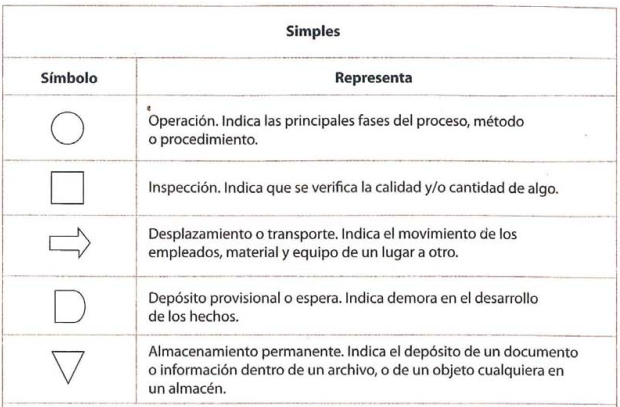 Simples
Símbolo
Representa
Operación. Indica las principales fases del proceso, método
o procedimiento.
Inspección. Indica que se verifica la calidad y/o cantidad de algo.
Desplazamiento o transporte. Indica el movimiento de los
empleados, material y equipo de un lugar a otro.
Depósito provisional o espera. Indica demora en el desarrollo
de los hechos.
Almacenamiento permanente. Indica el depósito de un documento
o información dentro de un archivo, o de un objeto cualquiera en
un almacén.